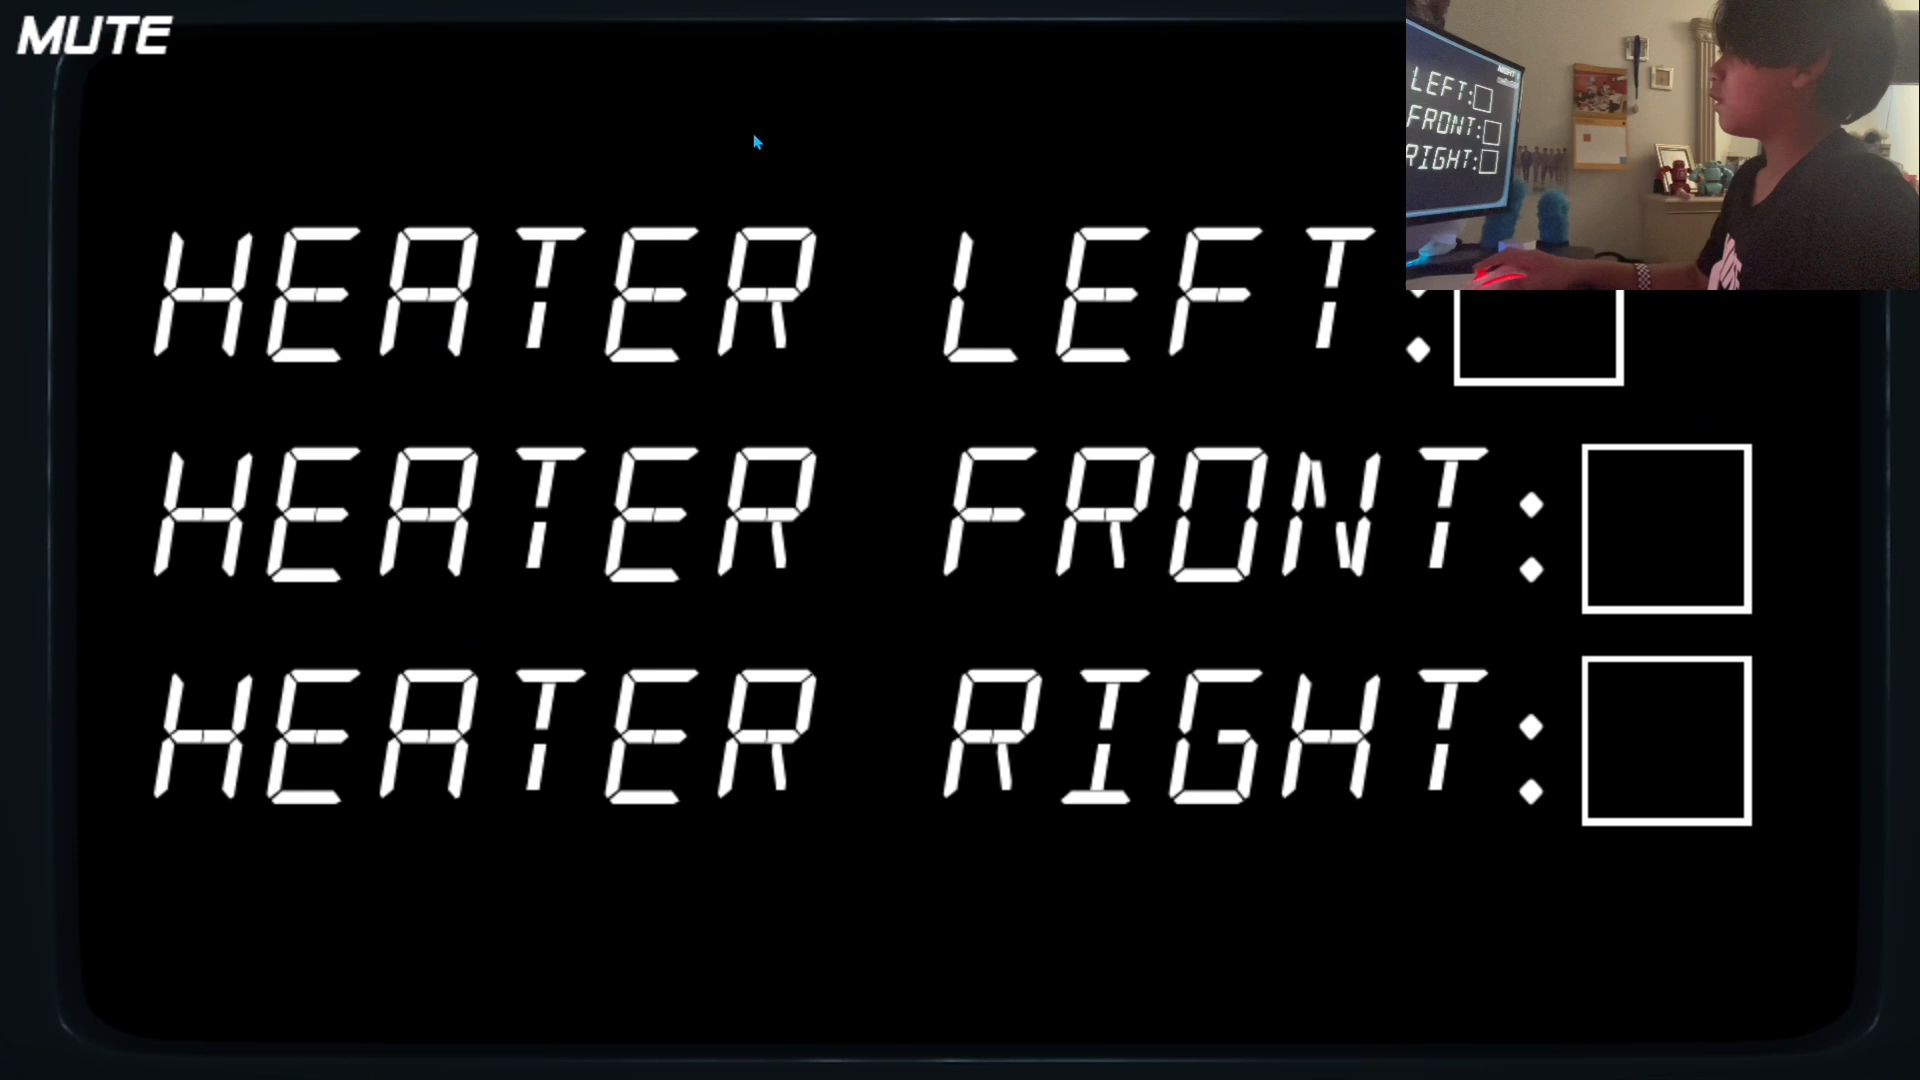 MUTE
HEATER LEFT:
HEATER FRONT:
HEATER RIGHT:
LEFT:
FRONT:
RIGHT: